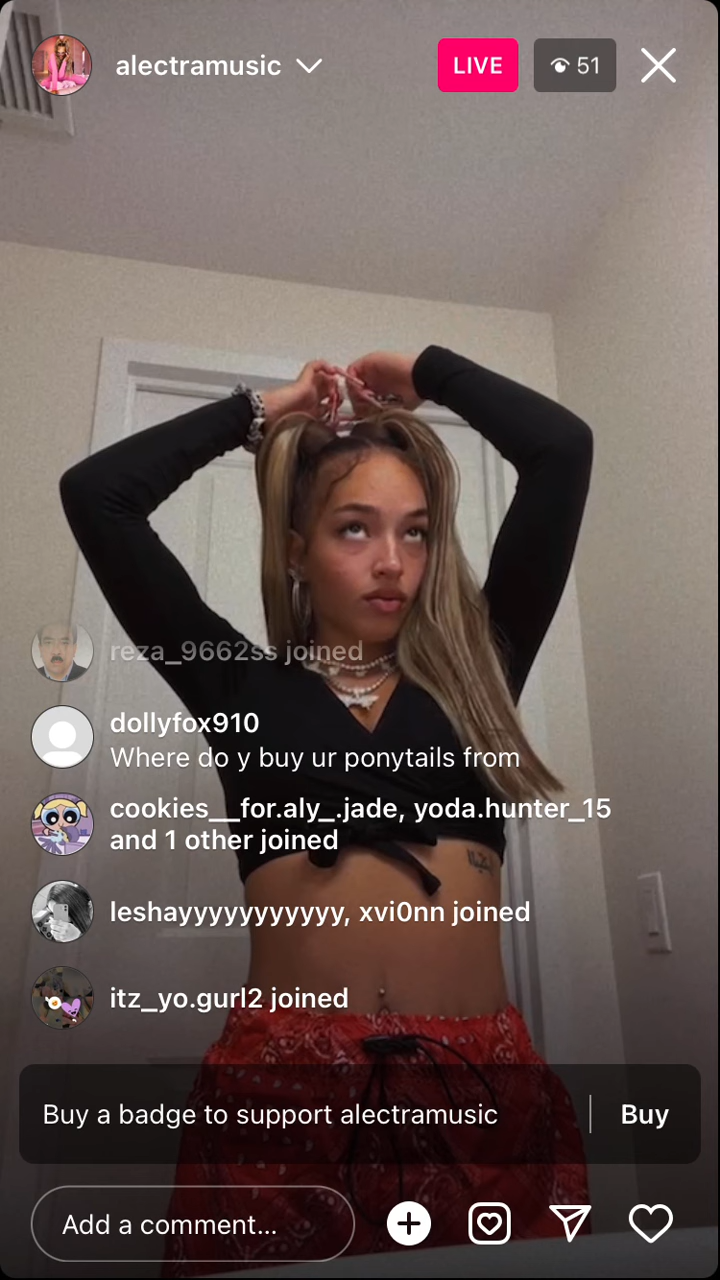 alectramusic
LIVE
51
reza_9662ss joined
dollyfox910
Where do y buy ur ponytails from
cookies__for.aly_.jade, yoda.hunter_15
and 1 other joined
leshayyyyyyyyyyy, xvi0nn joined
itz_yo.gurl2 joined
Buy a badge to support alectramusic
Buy
Add a comment...